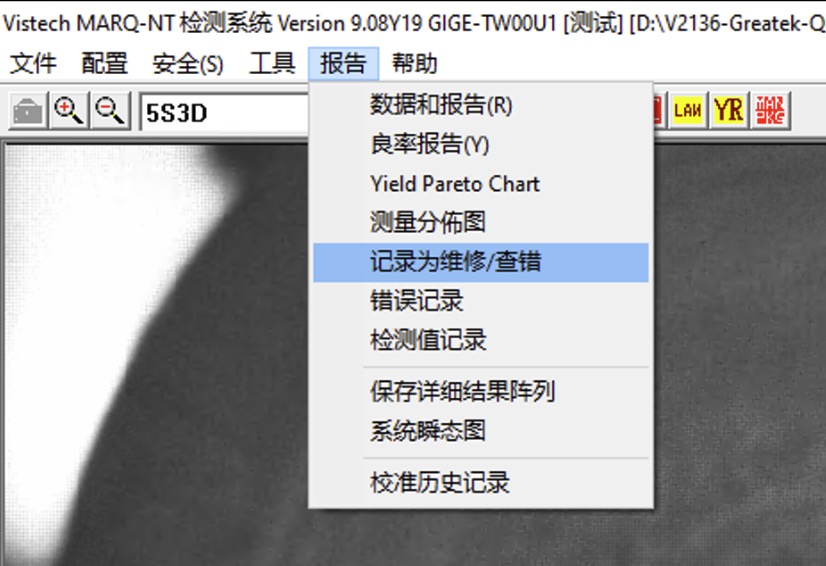 Vistech MARQ-NT 检测系统 Version 9.08Y19 GIGE-TW00U1 [测试] [D:\V2136-Greatek-Q
文件 配置 安全(S) 工具 报告 帮助
5S3D LAN YR
数据和报告(R)
良率报告(Y)
Yield Pareto Chart
测量分佈图
记录为维修/查错
错误记录
检测值记录
保存详细结果阵列
系统瞬态图
校准历史记录